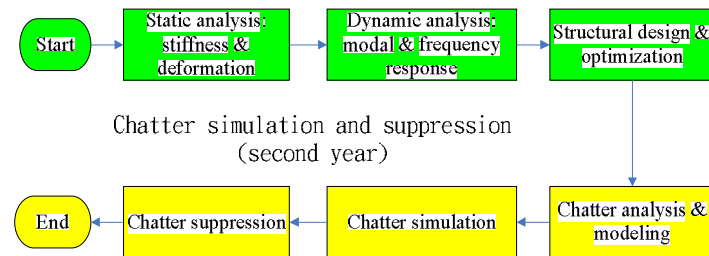 Start
Static analysis:
stiffness &
deformation
Dynamic analysis:
modal & frequency
response
Structural design &
optimization
Chatter simulation and suppression
(second year)
End
Chatter suppression
Chatter simulation
Chatter analysis &
modeling